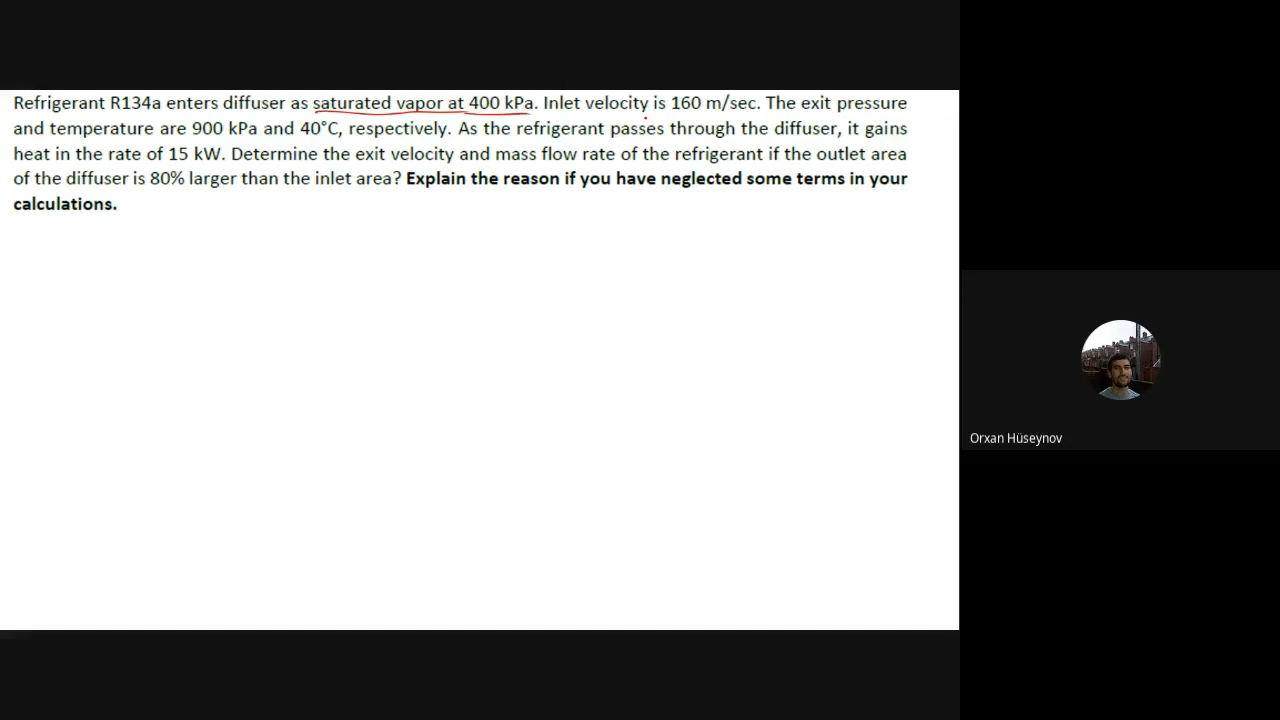 Refrigerant R134a enters diffuser as saturated vapor at 400 kPa. Inlet velocity is 160 m/sec. The exit pressure
and temperature are 900 kPa and 40°C, respectively. As the refrigerant passes through the diffuser, it gains
heat in the rate of 15 kW. Determine the exit velocity and mass flow rate of the refrigerant if the outlet area
of the diffuser is 80% larger than the inlet area? Explain the reason if you have neglected some terms in your
calculations.
Orxan Hüseynov